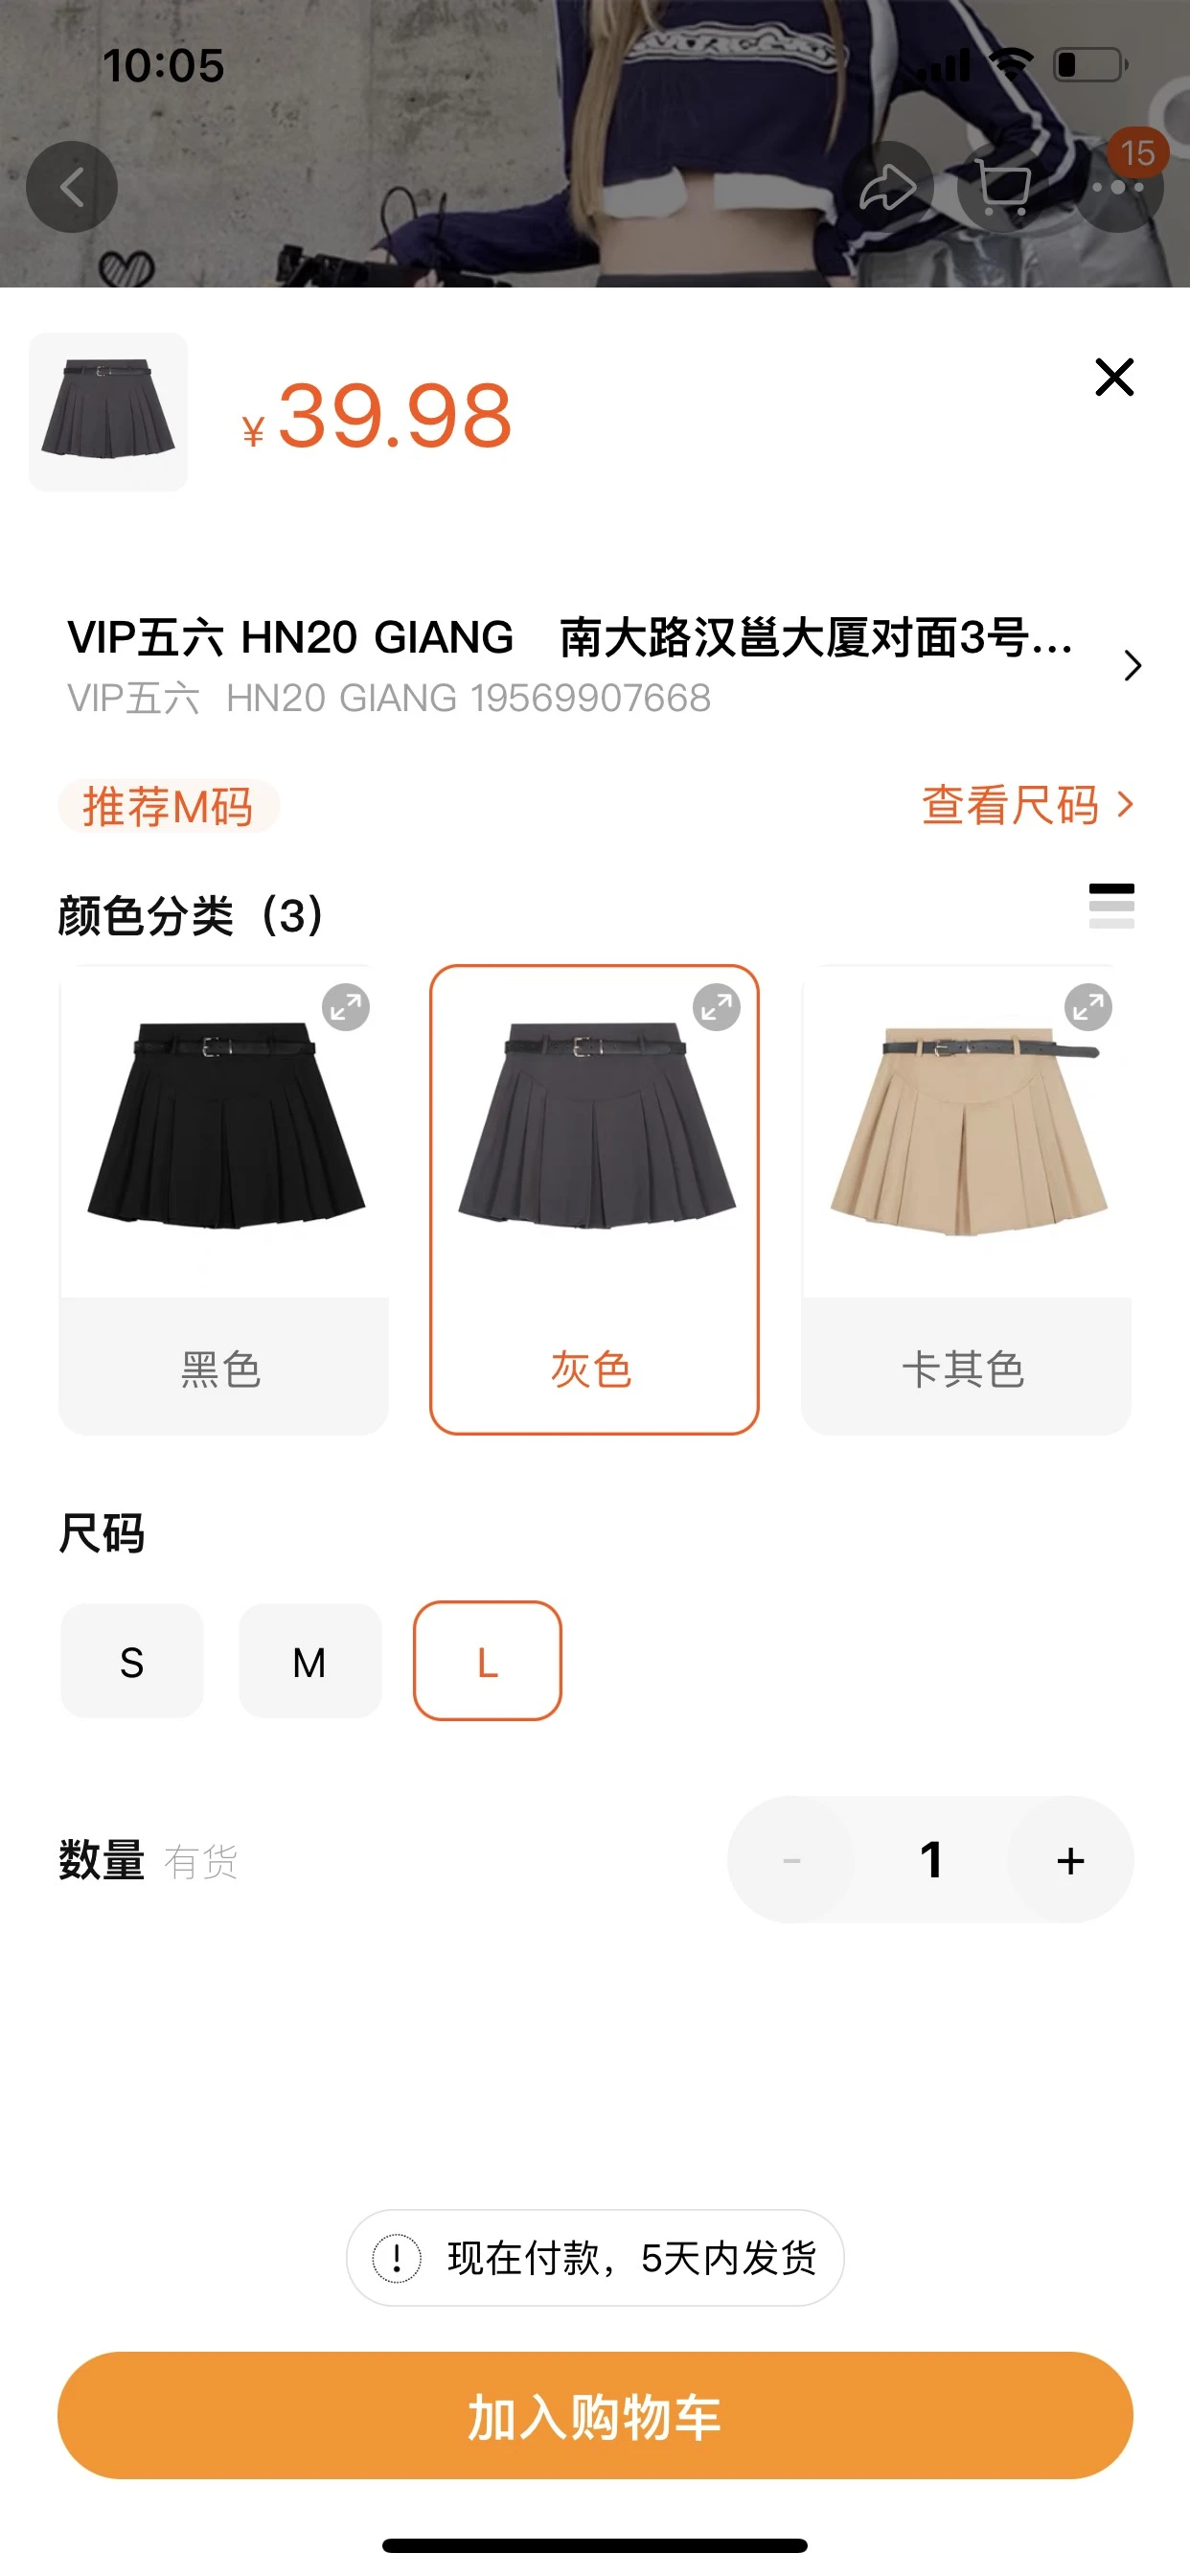 10:05
15
¥39.98
VIP五六 HN20 GIANG 南大路汉邕大厦对面3号...
VIP五六 HN20 GIANG 19569907668
推荐M码
查看尺码 >
颜色分类（3）
黑色
灰色
卡其色
尺码
S
M
L
数量 有货
- 1 +
现在付款，5天内发货
加入购物车